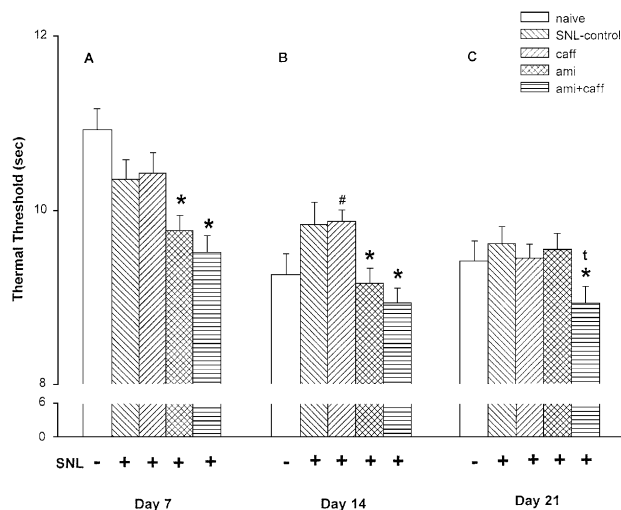 naive
SNL-control
caff
ami
ami+caff
Thermal Threshold (sec)
12
10
8
6
0
A
B
C
* *
# * *
t
*
SNL - + + + + - + + + + - + + + +
Day 7 Day 14 Day 21